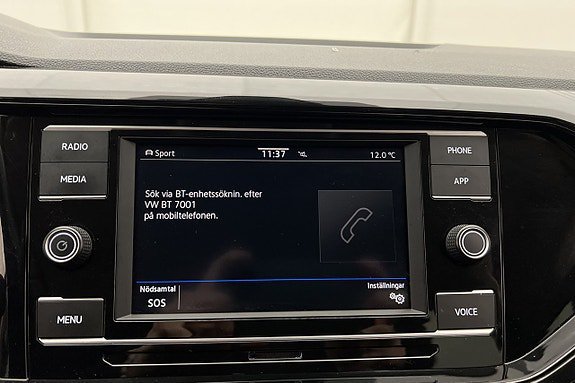 RADIO
MEDIA
Sport
11:37
12.0 °C
PHONE
APP
Sök via BT-enhetssöknin. efter
VW BT 7001
på mobiltelefonen.
Nödsamtal
SOS
Inställningar
MENU
VOICE